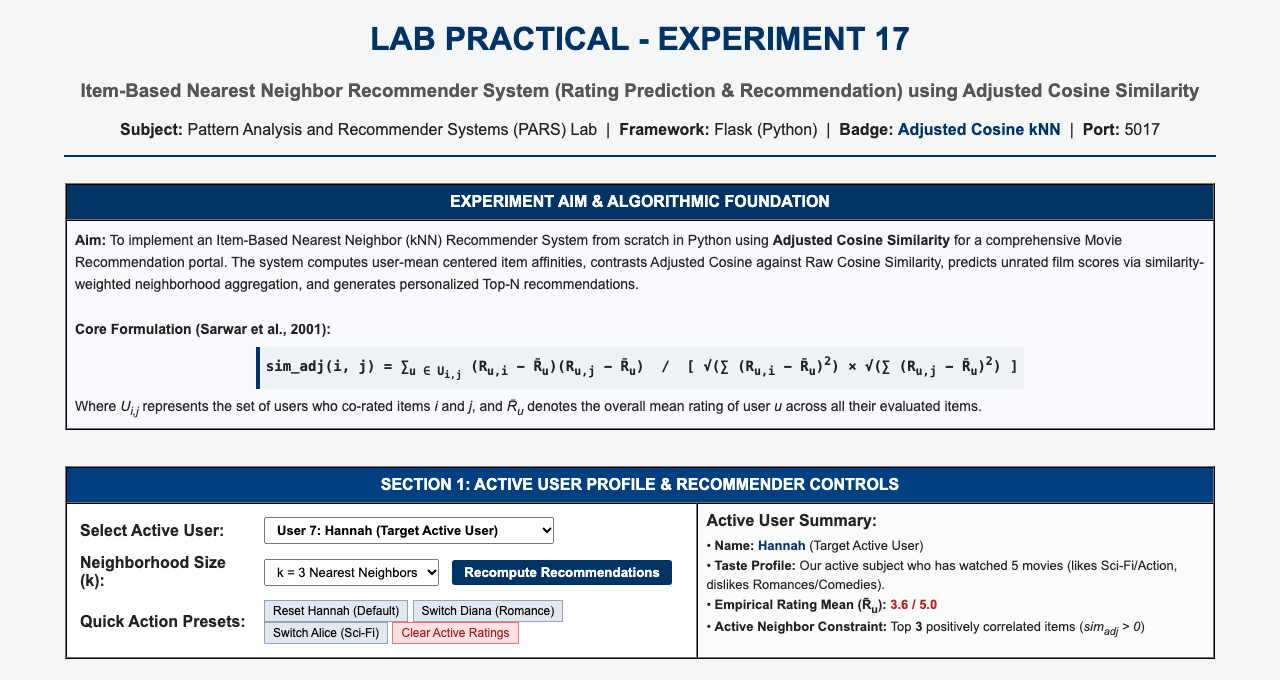 LAB PRACTICAL - EXPERIMENT 17
Item-Based Nearest Neighbor Recommender System (Rating Prediction & Recommendation) using Adjusted Cosine Similarity
Subject: Pattern Analysis and Recommender Systems (PARS) Lab | Framework: Flask (Python) | Badge: Adjusted Cosine kNN | Port: 5017
EXPERIMENT AIM & ALGORITHMIC FOUNDATION
Aim: To implement an Item-Based Nearest Neighbor (kNN) Recommender System from scratch in Python using Adjusted Cosine Similarity for a comprehensive Movie
Recommendation portal. The system computes user-mean centered item affinities, contrasts Adjusted Cosine against Raw Cosine Similarity, predicts unrated film scores via similarity-
weighted neighborhood aggregation, and generates personalized Top-N recommendations.
Core Formulation (Sarwar et al., 2001):
sim_adj(i, j) = ∑u ∈ Ui,j (Ru,i − R̄u)(Ru,j − R̄u) / [ √(∑ (Ru,i − R̄u)2) × √(∑ (Ru,j − R̄u)2) ]
Where Ui,j represents the set of users who co-rated items i and j, and R̄u denotes the overall mean rating of user u across all their evaluated items.
SECTION 1: ACTIVE USER PROFILE & RECOMMENDER CONTROLS
Select Active User: User 7: Hannah (Target Active User)
Neighborhood Size
(k): k = 3 Nearest Neighbors Recompute Recommendations
Quick Action Presets: Reset Hannah (Default) Switch Diana (Romance)
Switch Alice (Sci-Fi) Clear Active Ratings
Active User Summary:
• Name: Hannah (Target Active User)
• Taste Profile: Our active subject who has watched 5 movies (likes Sci-Fi/Action,
dislikes Romances/Comedies).
• Empirical Rating Mean (R̄u): 3.6 / 5.0
• Active Neighbor Constraint: Top 3 positively correlated items (simadj > 0)